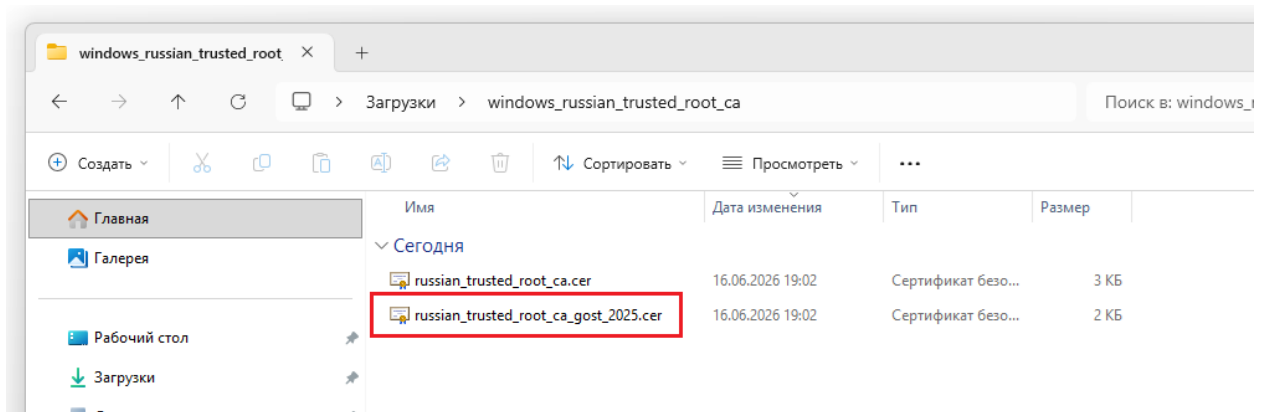 windows_russian_trusted_root
Загрузки > windows_russian_trusted_root_ca
Поиск в: windows_r
Создать
Сортировать
Просмотреть
Главная
Галерея
Рабочий стол
Загрузки
Имя Дата изменения Тип Размер
Сегодня
russian_trusted_root_ca.cer 16.06.2026 19:02 Сертификат безо... 3 КБ
russian_trusted_root_ca_gost_2025.cer 16.06.2026 19:02 Сертификат безо... 2 КБ